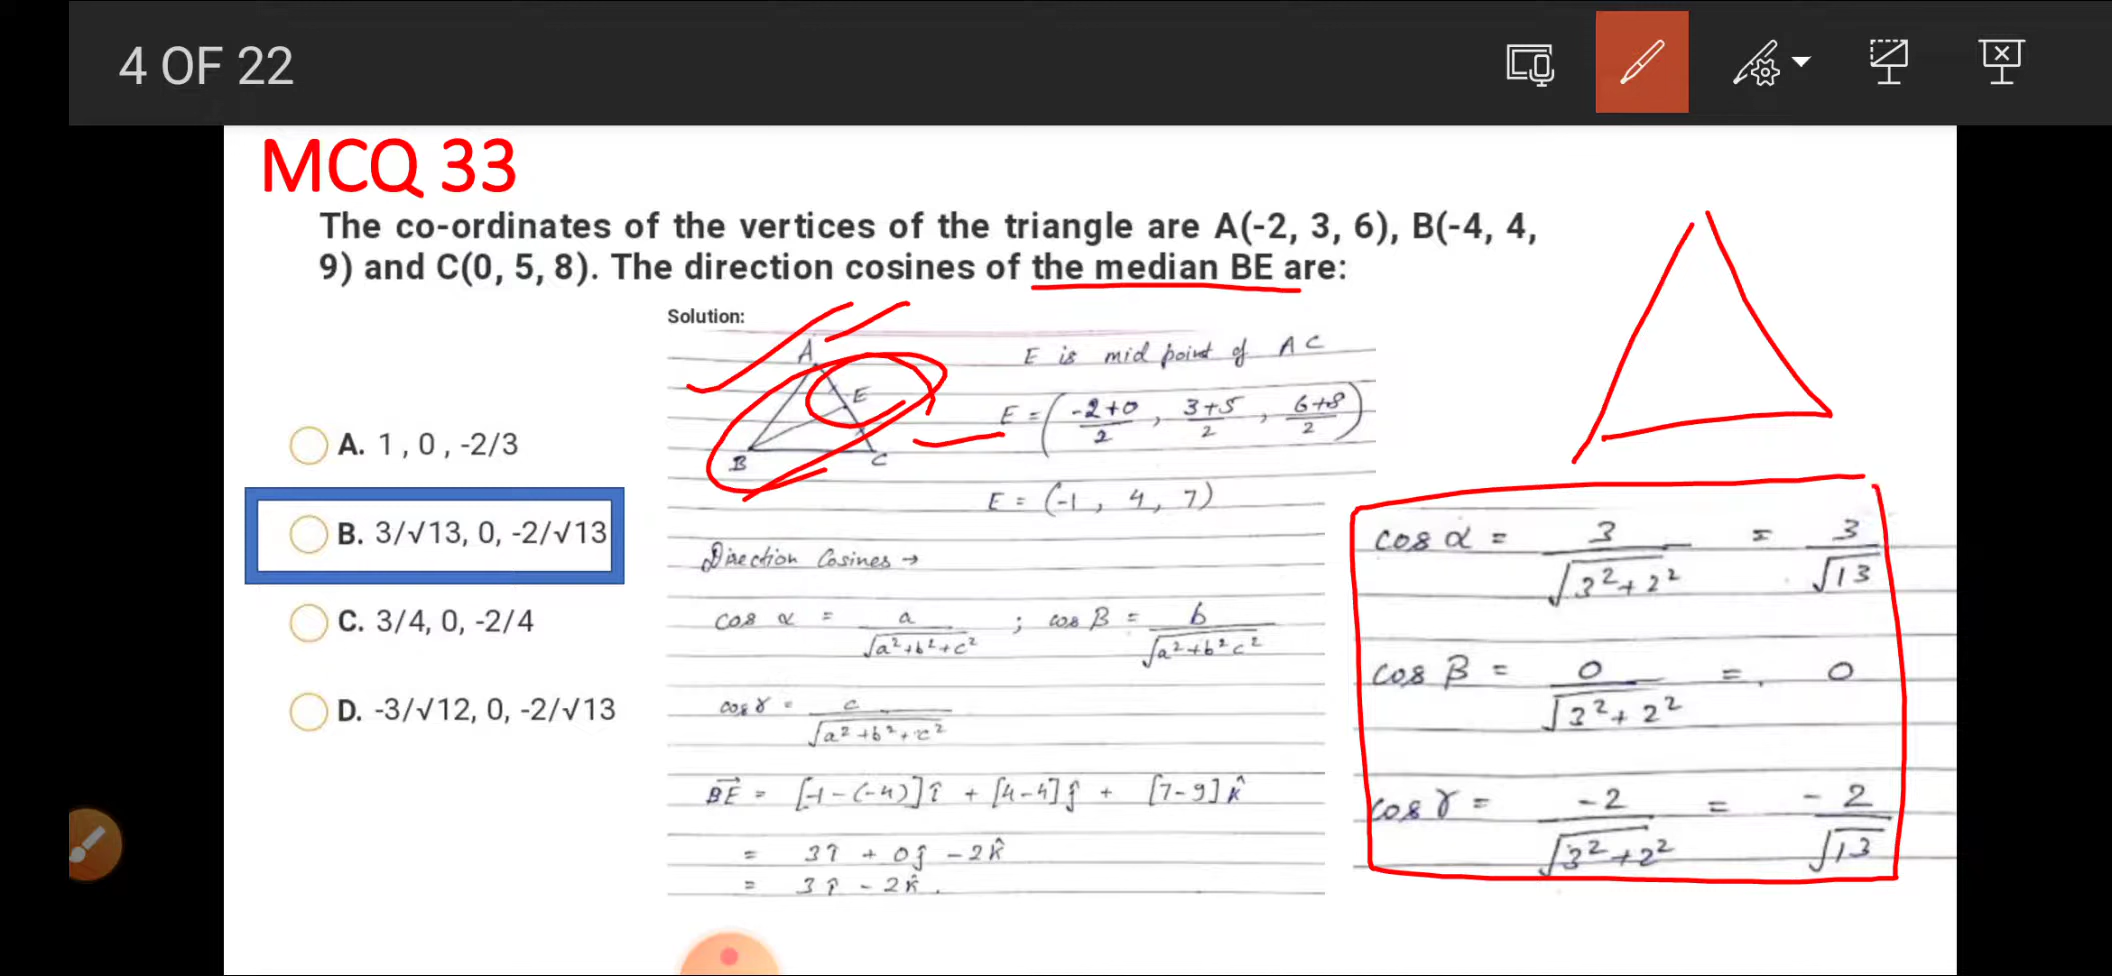 4 OF 22
MCQ 33
The co-ordinates of the vertices of the triangle are A(-2, 3, 6), B(-4, 4,
9) and C(0, 5, 8). The direction cosines of the median BE are:
Solution:
A
E
B
C
E is mid point of AC
E = (-2+0/2, 3+5/2, 6+8/2)
E = (-1, 4, 7)
A. 1 , 0 , -2/3
B. 3/√13, 0, -2/√13
C. 3/4, 0, -2/4
D. -3/√12, 0, -2/√13
Direction Cosines →
cos α = a/√a²+b²+c² ; cos β = b/√a²+b²c²
cos γ = c/√a²+b²+c²
BE = [-1-(-4)]î + [4-4]ĵ + [7-9]k̂
= 3î + 0ĵ - 2k̂
= 3î - 2k̂.
cos α = 3/√3²+2² = 3/√13
cos β = 0/√3²+2² = 0
cos γ = -2/√3²+2² = -2/√13